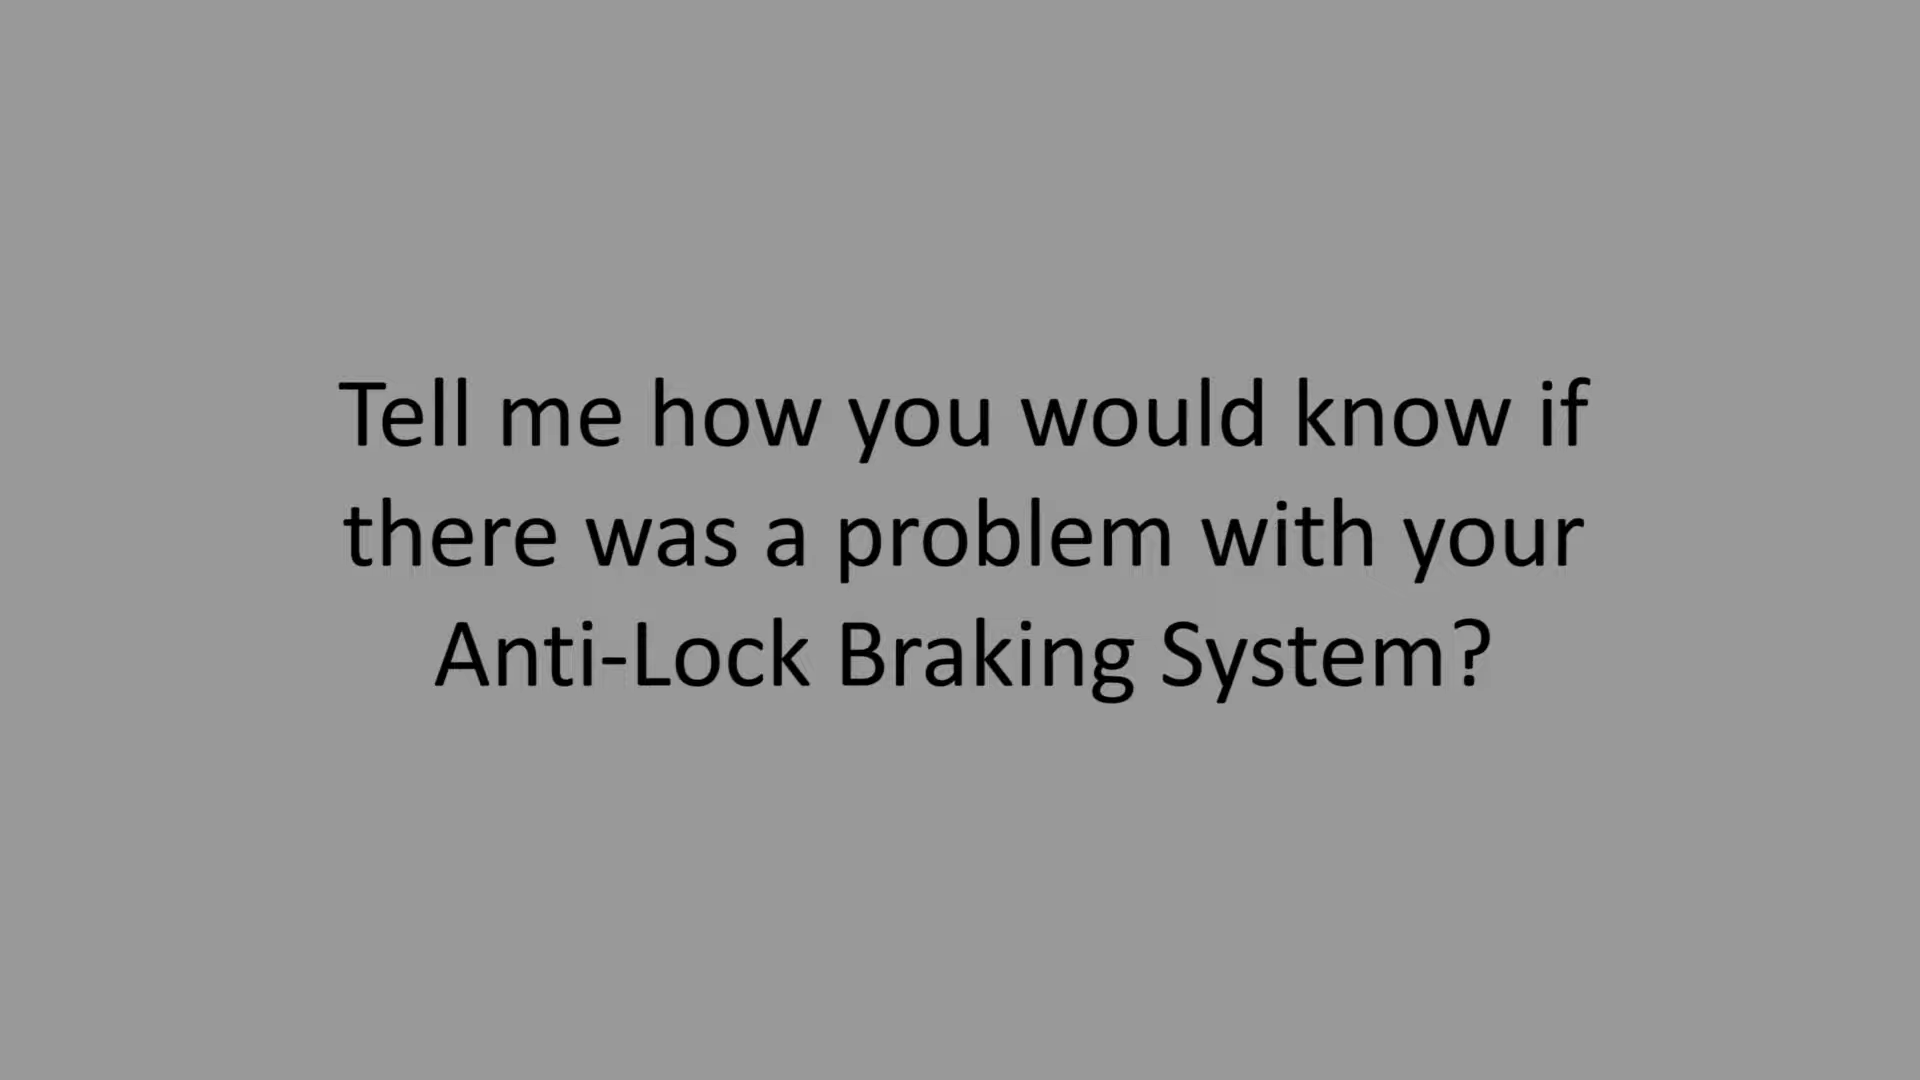 Tell me how you would know if
there was a problem with your
Anti-Lock Braking System?